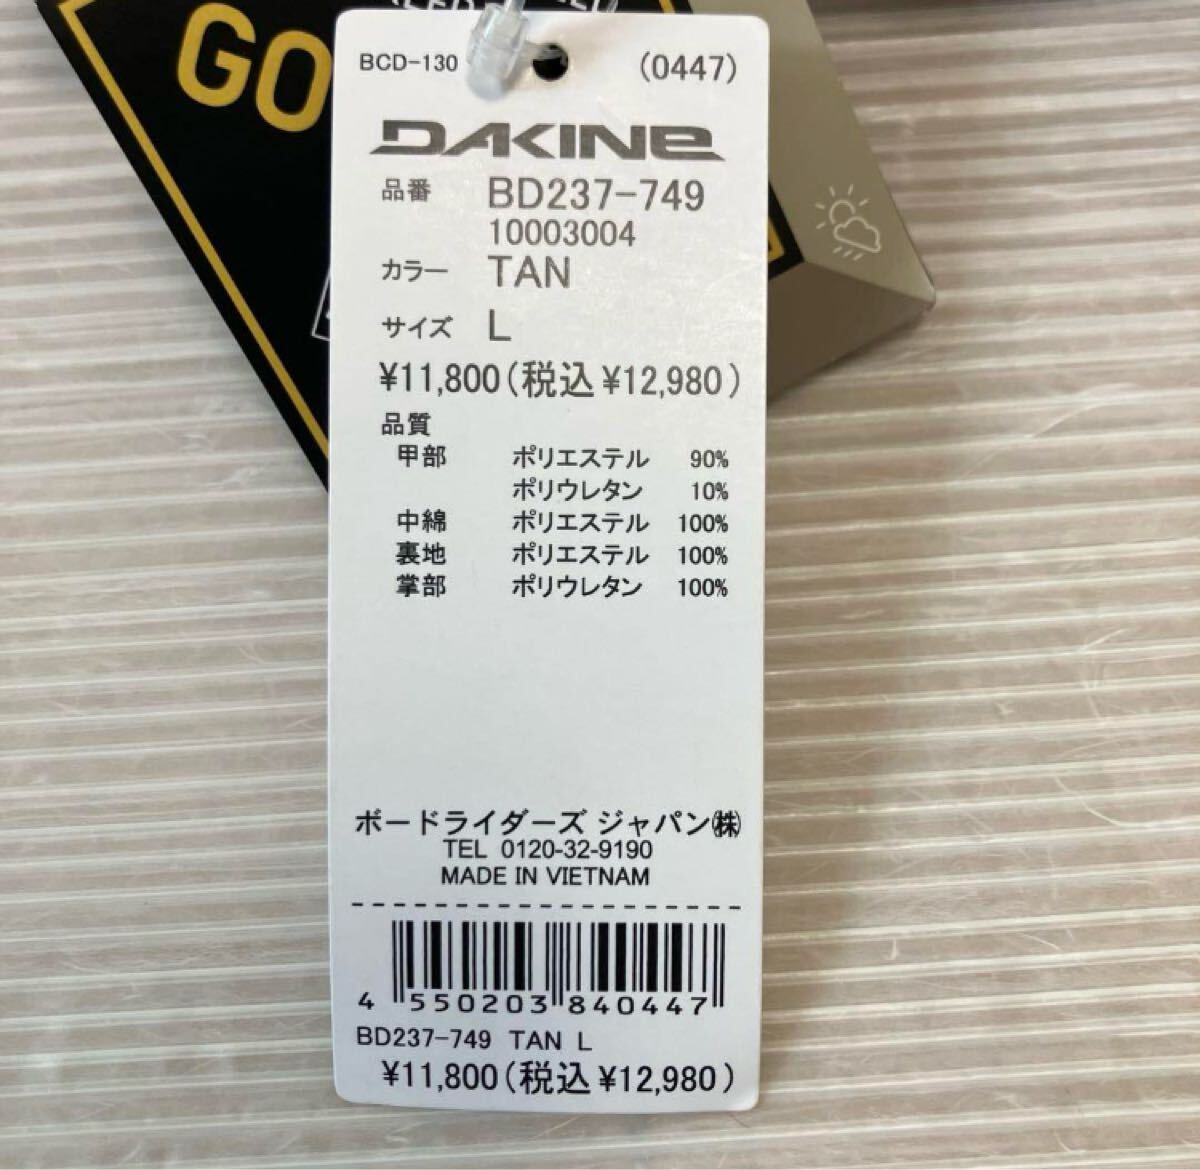 GO
BCD-130 (0447)
DAKINE
品番 BD237-749
10003004
カラー TAN
サイズ L
¥11,800(税込¥12,980)
品質
甲部 ポリエステル 90%
ポリウレタン 10%
中綿 ポリエステル 100%
裏地 ポリエステル 100%
掌部 ポリウレタン 100%
ボードライダーズ ジャパン㈱
TEL 0120-32-9190
MADE IN VIETNAM
4 550203 840447
BD237-749 TAN L
¥11,800(税込¥12,980)